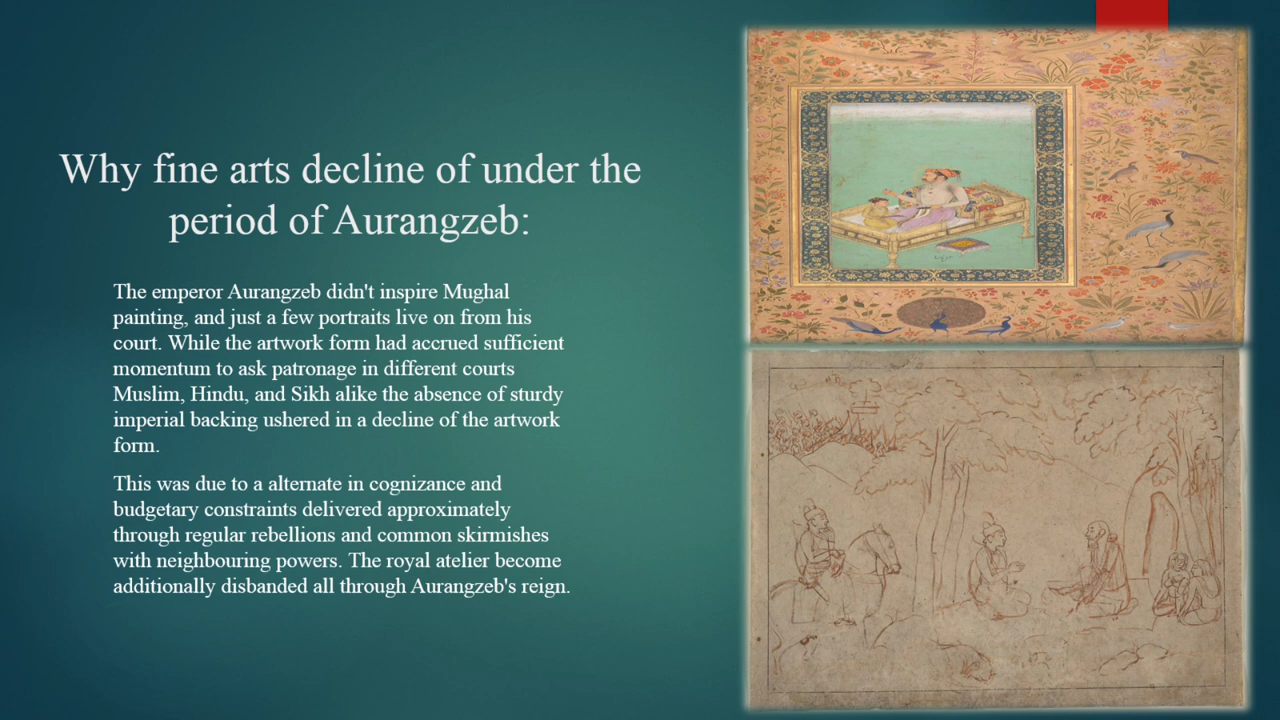 Why fine arts decline of under the
period of Aurangzeb:
The emperor Aurangzeb didn't inspire Mughal
painting, and just a few portraits live on from his
court. While the artwork form had accrued sufficient
momentum to ask patronage in different courts
Muslim, Hindu, and Sikh alike the absence of sturdy
imperial backing ushered in a decline of the artwork
form.
This was due to a alternate in cognizance and
budgetary constraints delivered approximately
through regular rebellions and common skirmishes
with neighbouring powers. The royal atelier become
additionally disbanded all through Aurangzeb's reign.